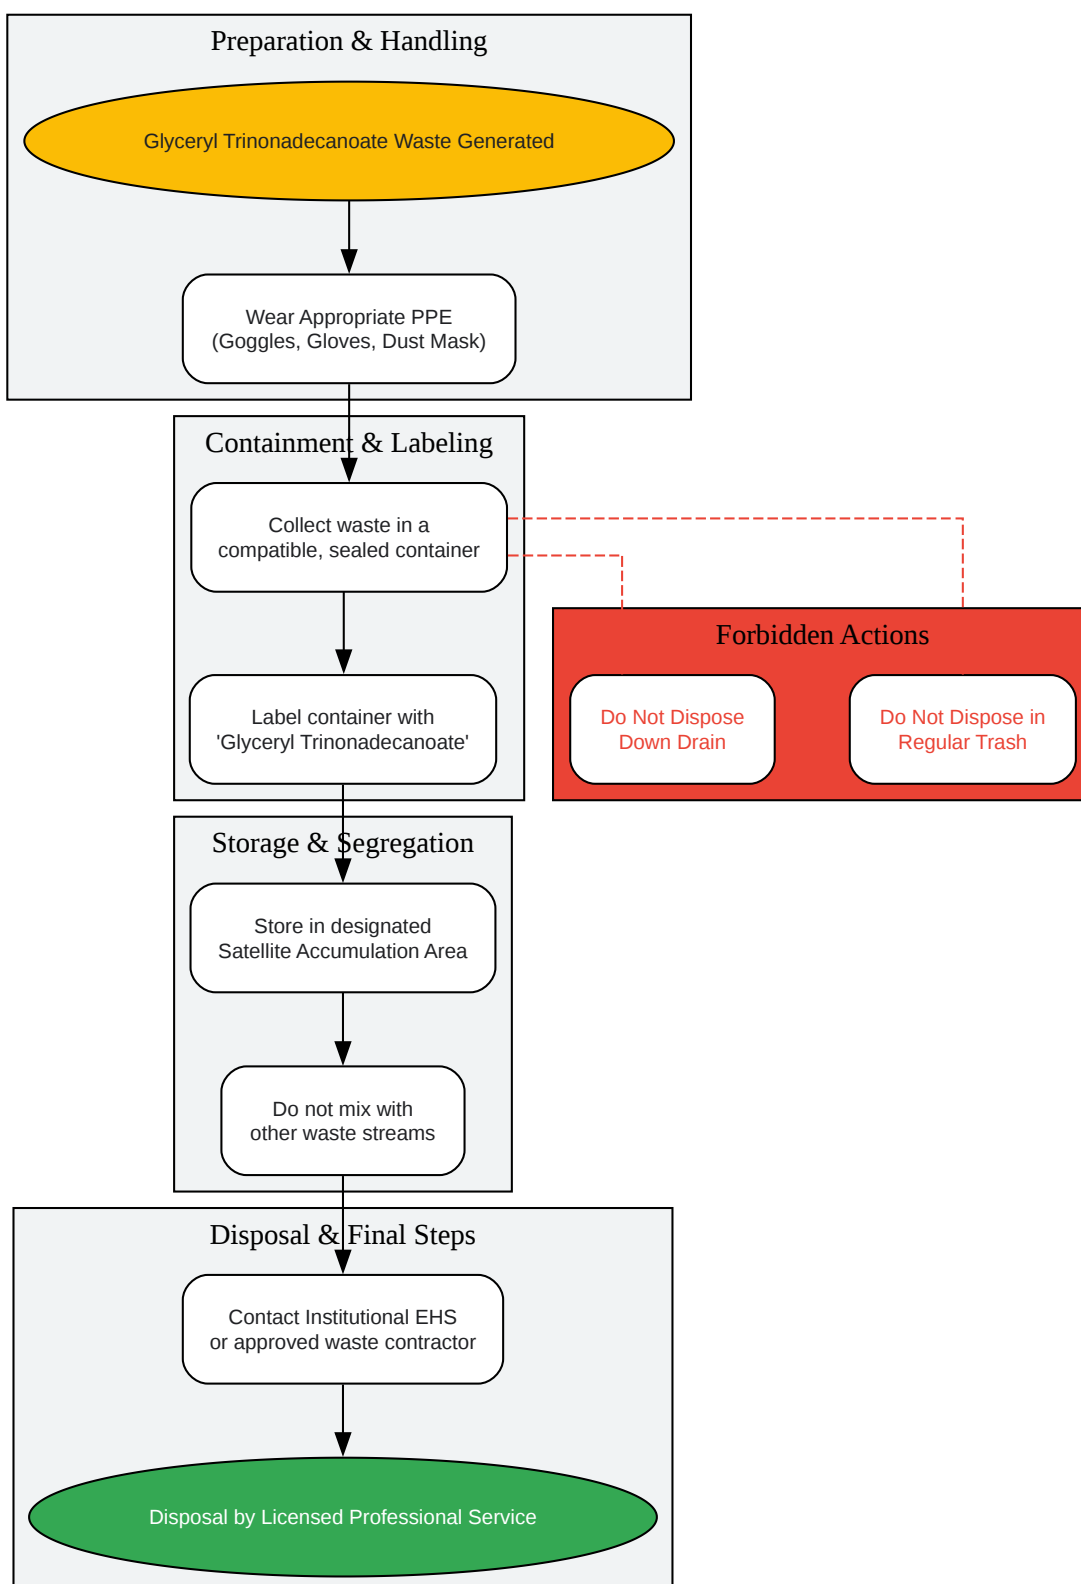 Preparation & Handling
Glyceryl Trinonadecanoate Waste Generated
Wear Appropriate PPE
(Goggles, Gloves, Dust Mask)
Containment & Labeling
Collect waste in a
compatible, sealed container
Label container with
'Glyceryl Trinonadecanoate'
Forbidden Actions
Do Not Dispose
Down Drain
Do Not Dispose in
Regular Trash
Storage & Segregation
Store in designated
Satellite Accumulation Area
Do not mix with
other waste streams
Disposal & Final Steps
Contact Institutional EHS
or approved waste contractor
Disposal by Licensed Professional Service